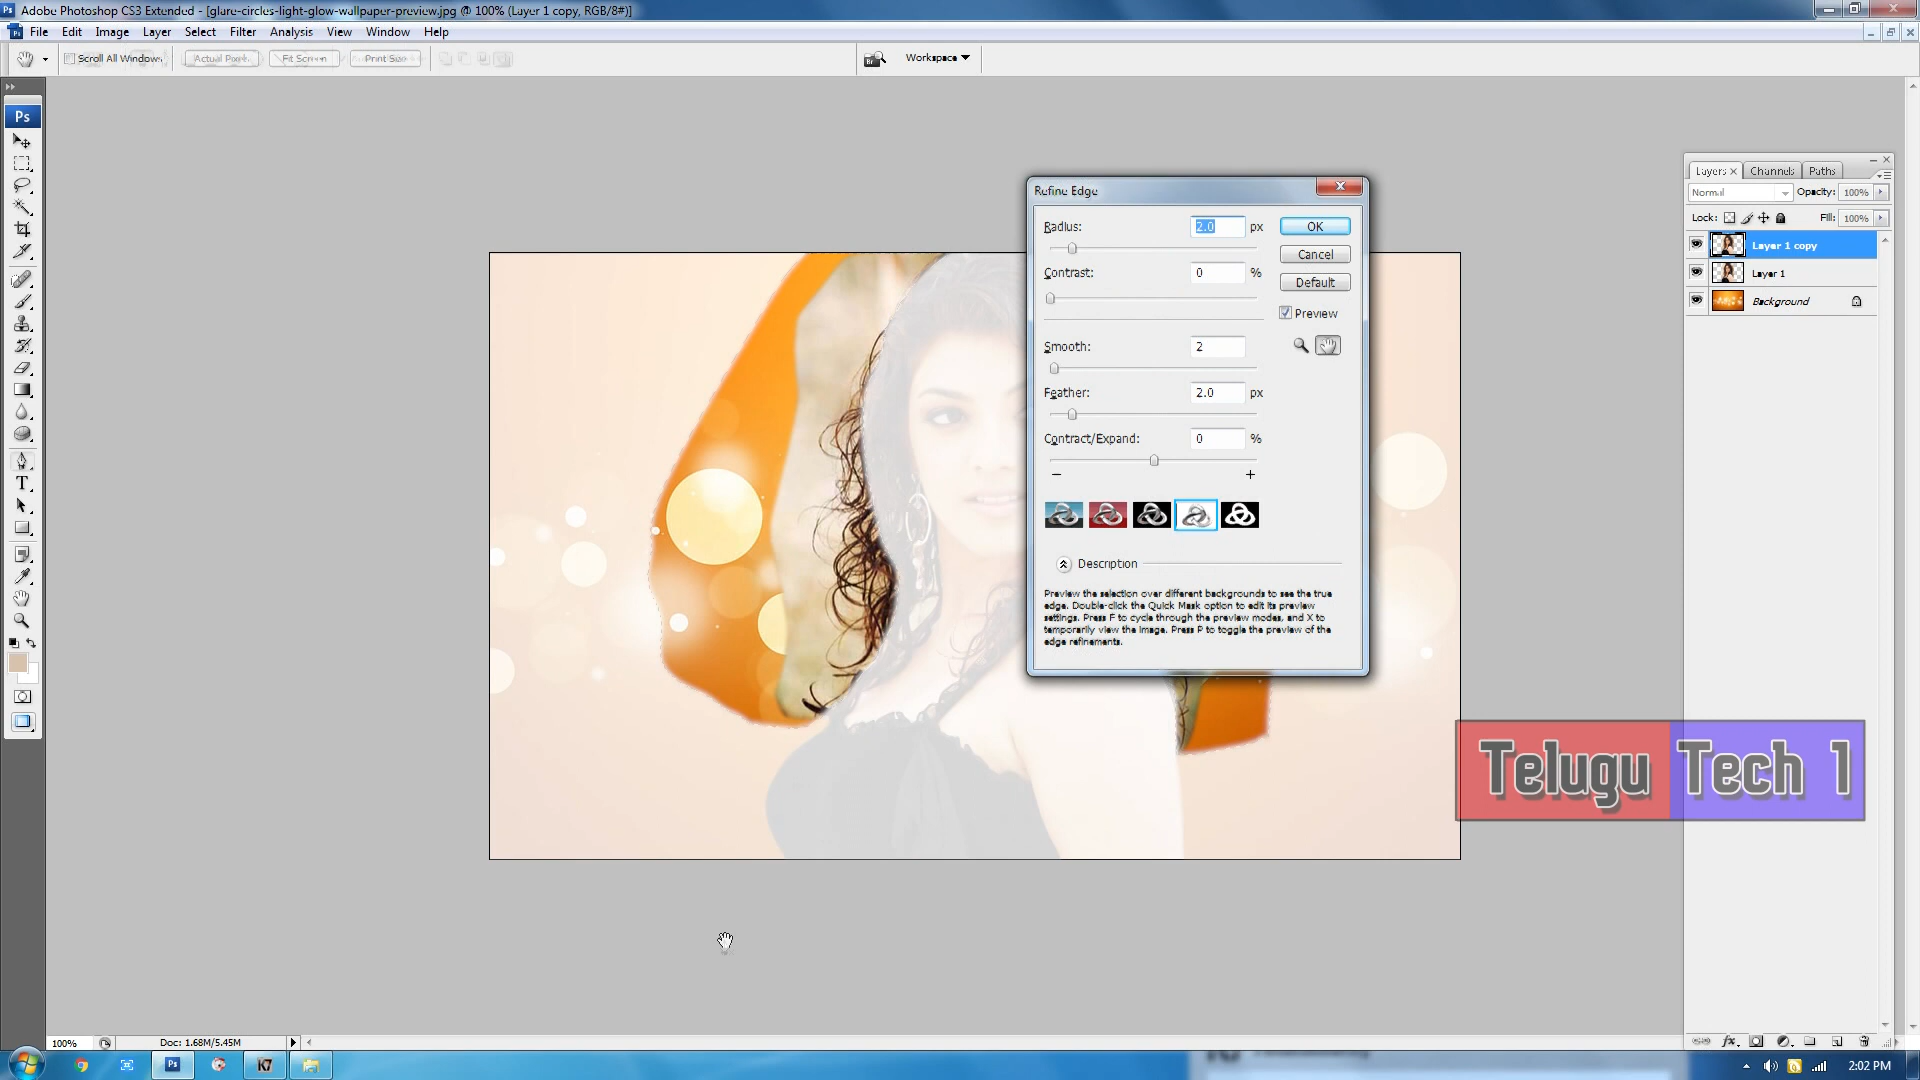 Adobe Photoshop CS3 Extended - [glare-circles-light-glow-wallpaper-preview.jpg @ 100% (Layer 1 copy, RGB/8#)]
File Edit Image Layer Select Filter Analysis View Window Help
Scroll All Windows Actual Pixels Fit Screen Print Size Workspace
Ps
Layers Channels Paths
Normal Opacity: 100%
Lock: Fill: 100%
Layer 1 copy
Layer 1
Background
Refine Edge
Radius: 2.0 px OK
Cancel
Contrast: 0 %
Default
Preview
Smooth: 2
Feather: 2.0 px
Contract/Expand: 0 %
− +
Description
Preview the selection over different backgrounds to see the true
edge. Double-click the Quick Mask option to edit its preview
settings. Press F to cycle through the preview modes, and X to
temporarily view the image. Press P to toggle the preview of the
edge refinements.
Telugu Tech 1
100% Doc: 1.68M/5.45M
Ps K7 2:02 PM